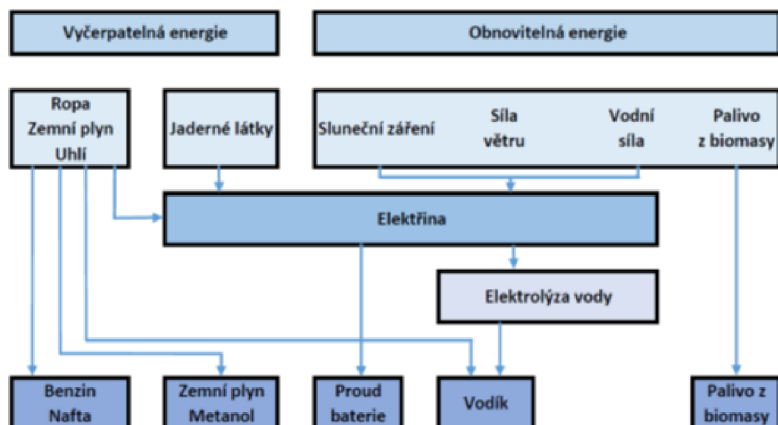 Vyčerpatelná energie
Obnovitelná energie
Ropa
Zemní plyn
Uhlí
Jaderné látky
Sluneční záření
Síla
větru
Vodní
síla
Palivo
z biomasy
Elektřina
Elektrolýza vody
Benzin
Nafta
Zemní plyn
Metanol
Proud
baterie
Vodík
Palivo z
biomasy